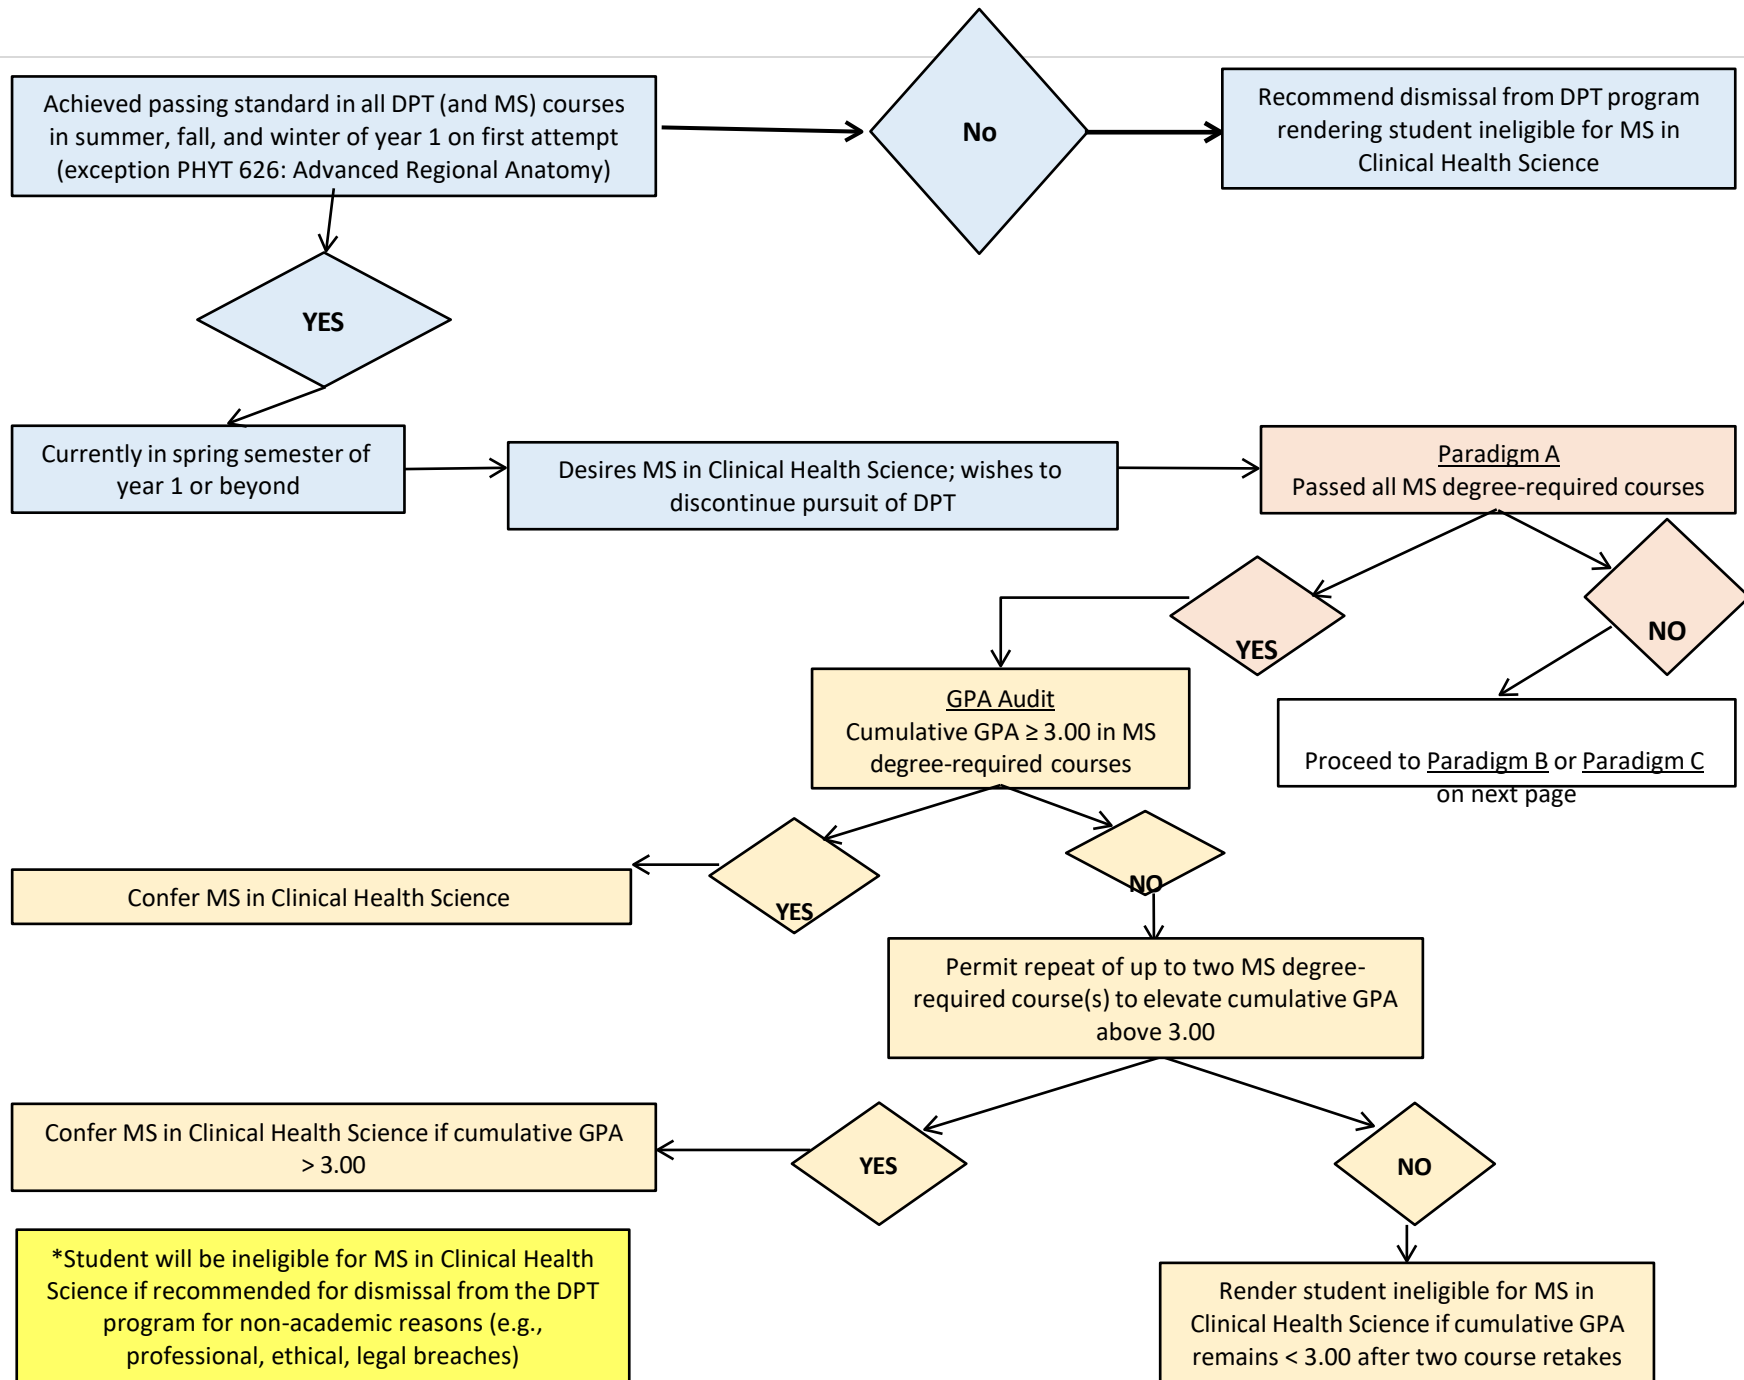 Achieved passing standard in all DPT (and MS) courses
in summer, fall, and winter of year 1 on first attempt
(exception PHYT 626: Advanced Regional Anatomy)
No
Recommend dismissal from DPT program
rendering student ineligible for MS in
Clinical Health Science
YES
Currently in spring semester of
year 1 or beyond
Desires MS in Clinical Health Science; wishes to
discontinue pursuit of DPT
Paradigm A
Passed all MS degree-required courses
YES
NO
GPA Audit
Cumulative GPA ≥ 3.00 in MS
degree-required courses
Proceed to Paradigm B or Paradigm C
on next page
Confer MS in Clinical Health Science
YES
NO
Permit repeat of up to two MS degree-
required course(s) to elevate cumulative GPA
above 3.00
Confer MS in Clinical Health Science if cumulative GPA
> 3.00
YES
NO
*Student will be ineligible for MS in Clinical Health
Science if recommended for dismissal from the DPT
program for non-academic reasons (e.g.,
professional, ethical, legal breaches)
Render student ineligible for MS in
Clinical Health Science if cumulative GPA
remains < 3.00 after two course retakes